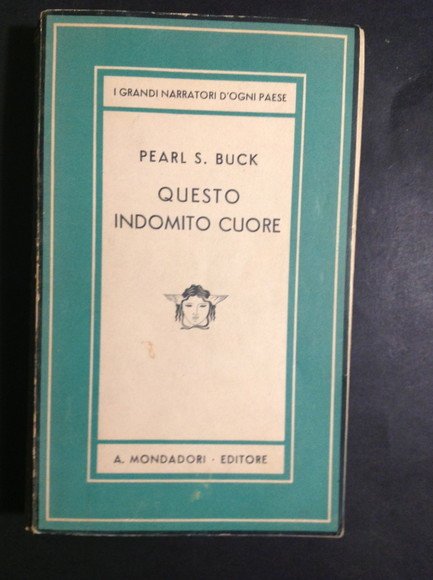 I GRANDI NARRATORI D'OGNI PAESE
PEARL S. BUCK
QUESTO
INDOMITO CUORE
A. MONDADORI · EDITORE